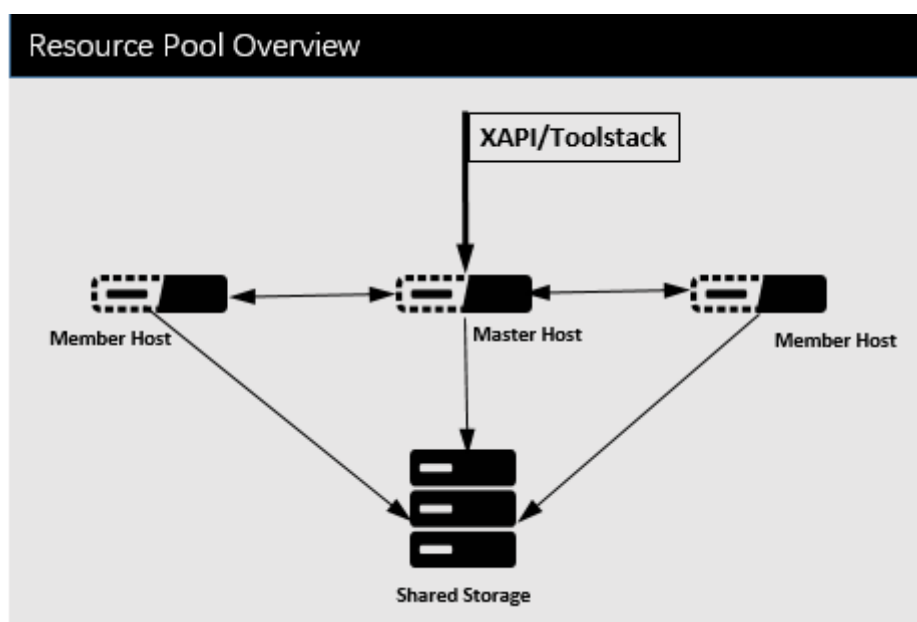 Resource Pool Overview
XAPI/Toolstack
Member Host
Master Host
Member Host
Shared Storage